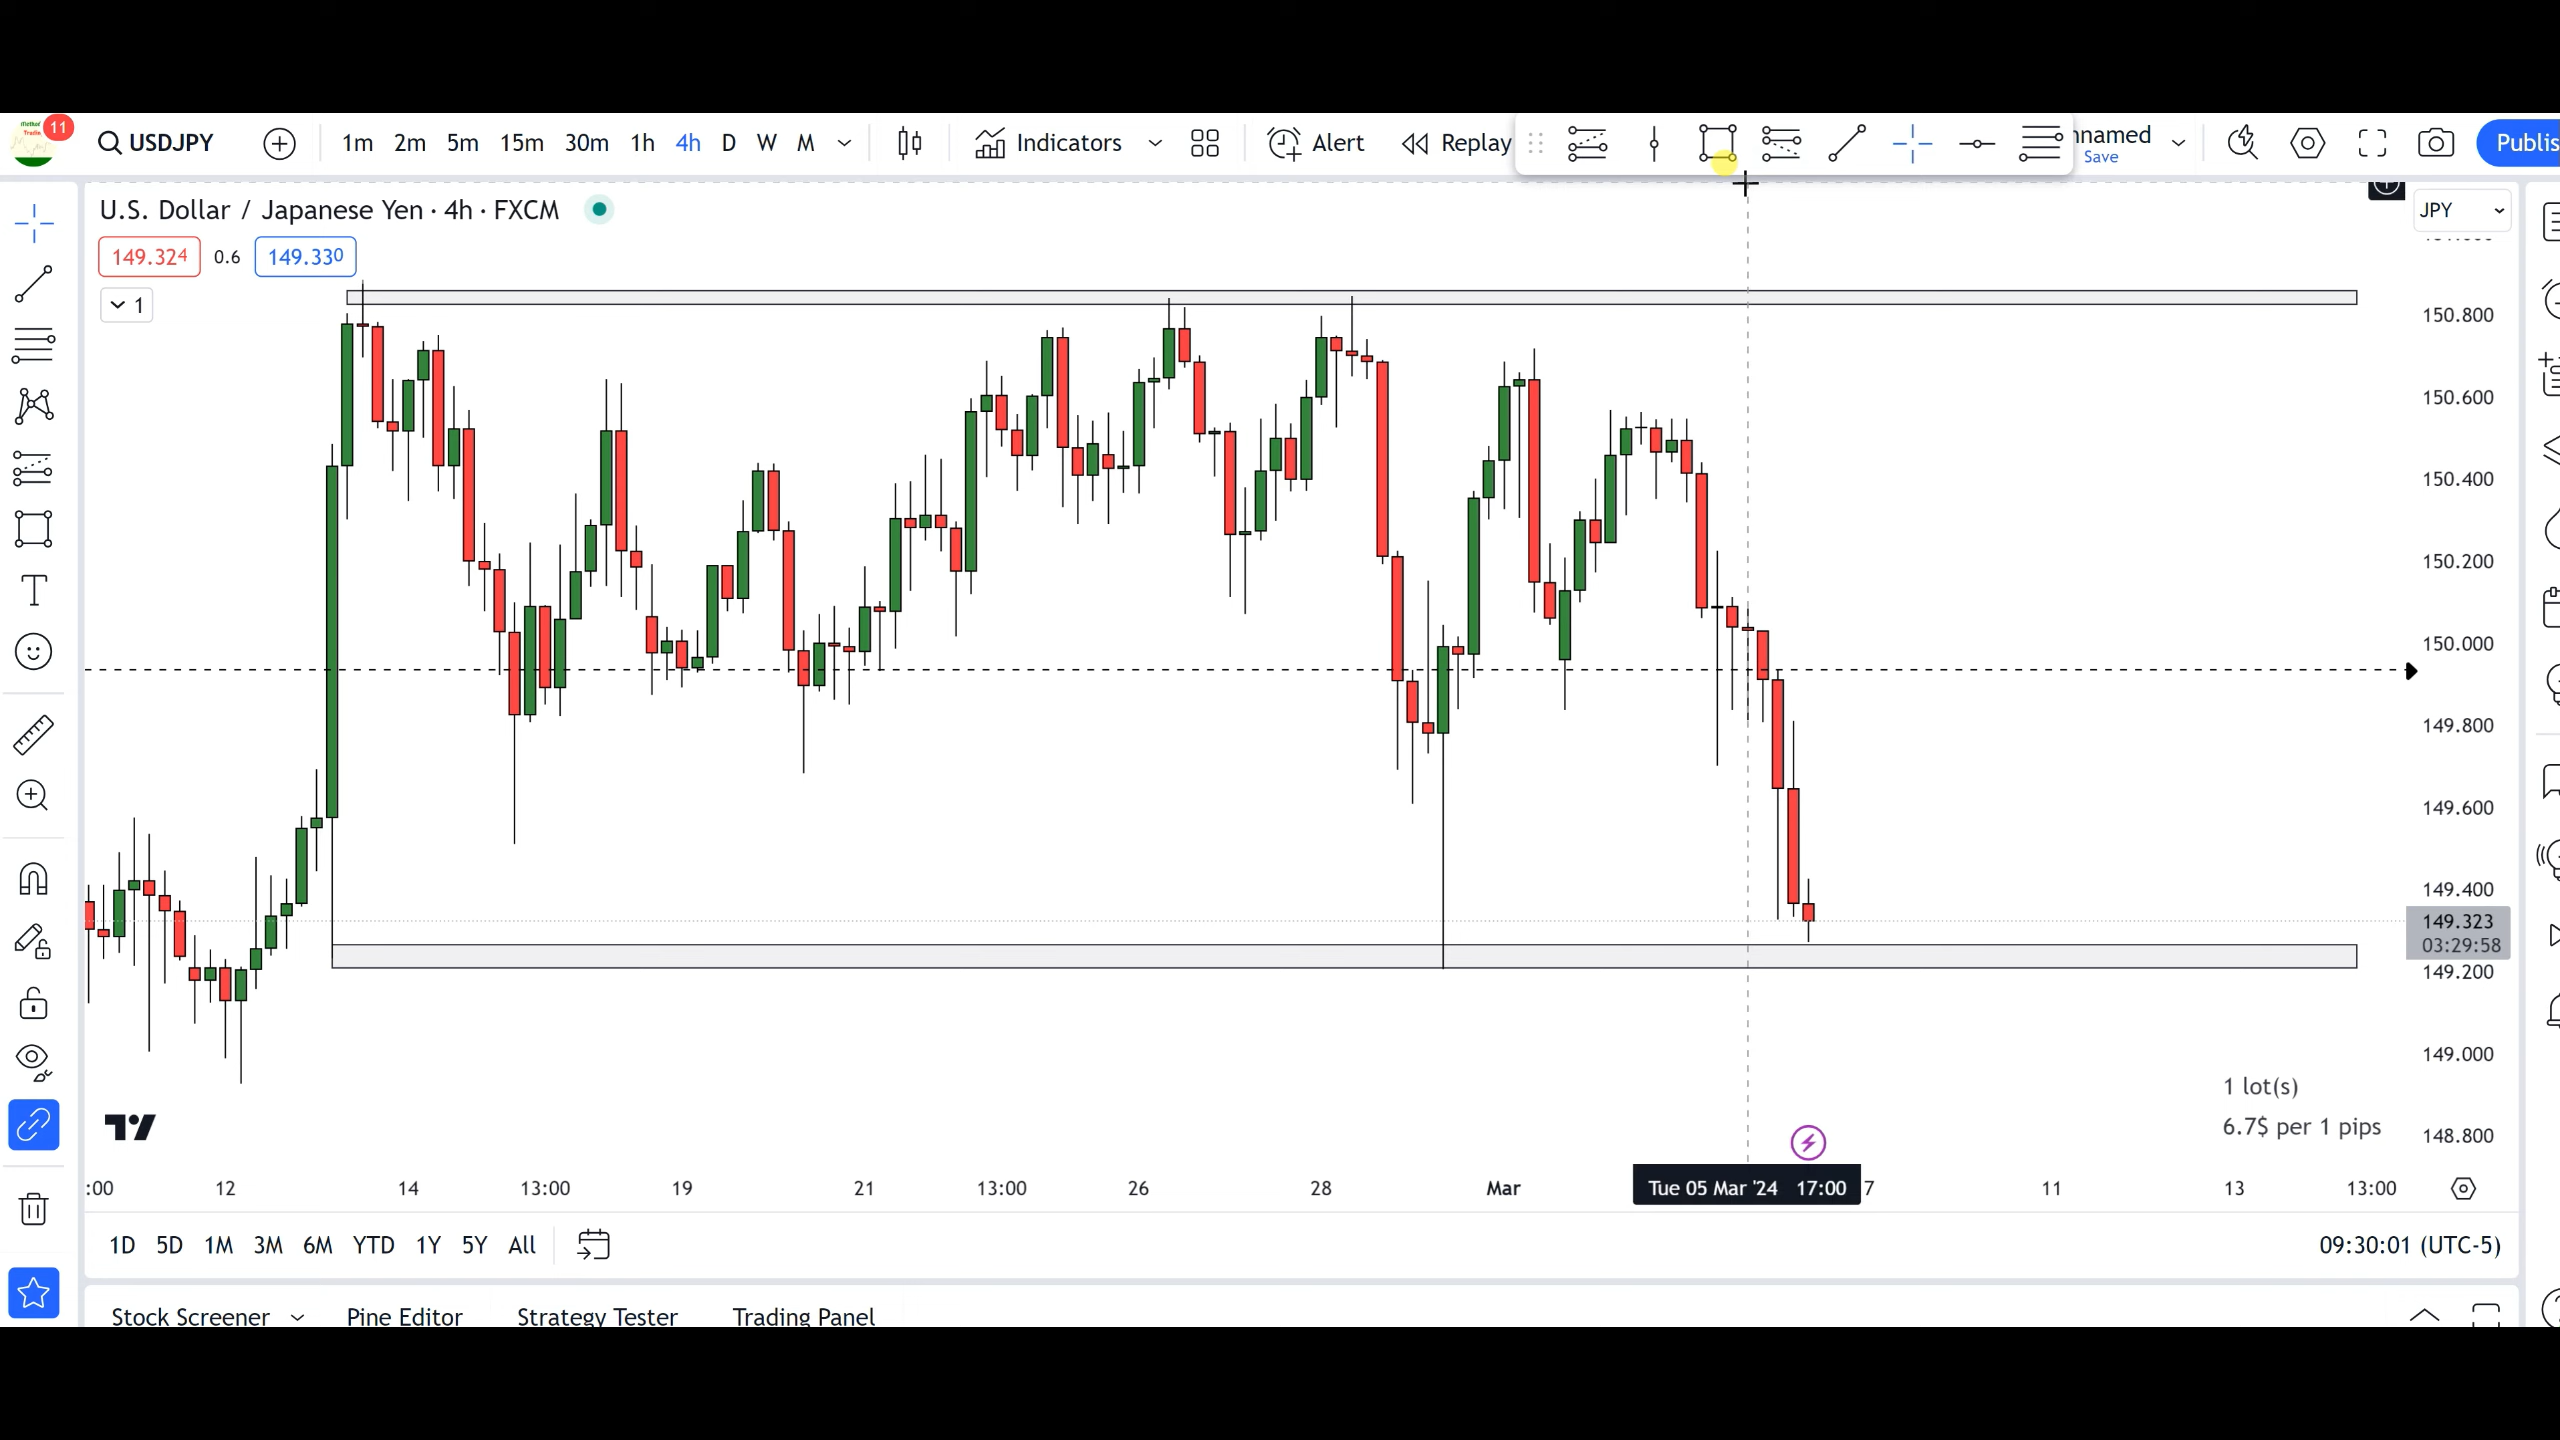 11
USDJPY
1m 2m 5m 15m 30m 1h 4h D W M
Indicators
Alert
Replay
Save
Publis
U.S. Dollar / Japanese Yen · 4h · FXCM
JPY
149.324 0.6 149.330
1
150.800
150.600
150.400
150.200
150.000
149.800
149.600
149.400
149.323
03:29:58
149.200
149.000
148.800
1 lot(s)
6.7$ per 1 pips
:00 12 14 13:00 19 21 13:00 26 28 Mar Tue 05 Mar '24 17:00 7 11 13 13:00
1D 5D 1M 3M 6M YTD 1Y 5Y All
09:30:01 (UTC-5)
Stock Screener Pine Editor Strategy Tester Trading Panel